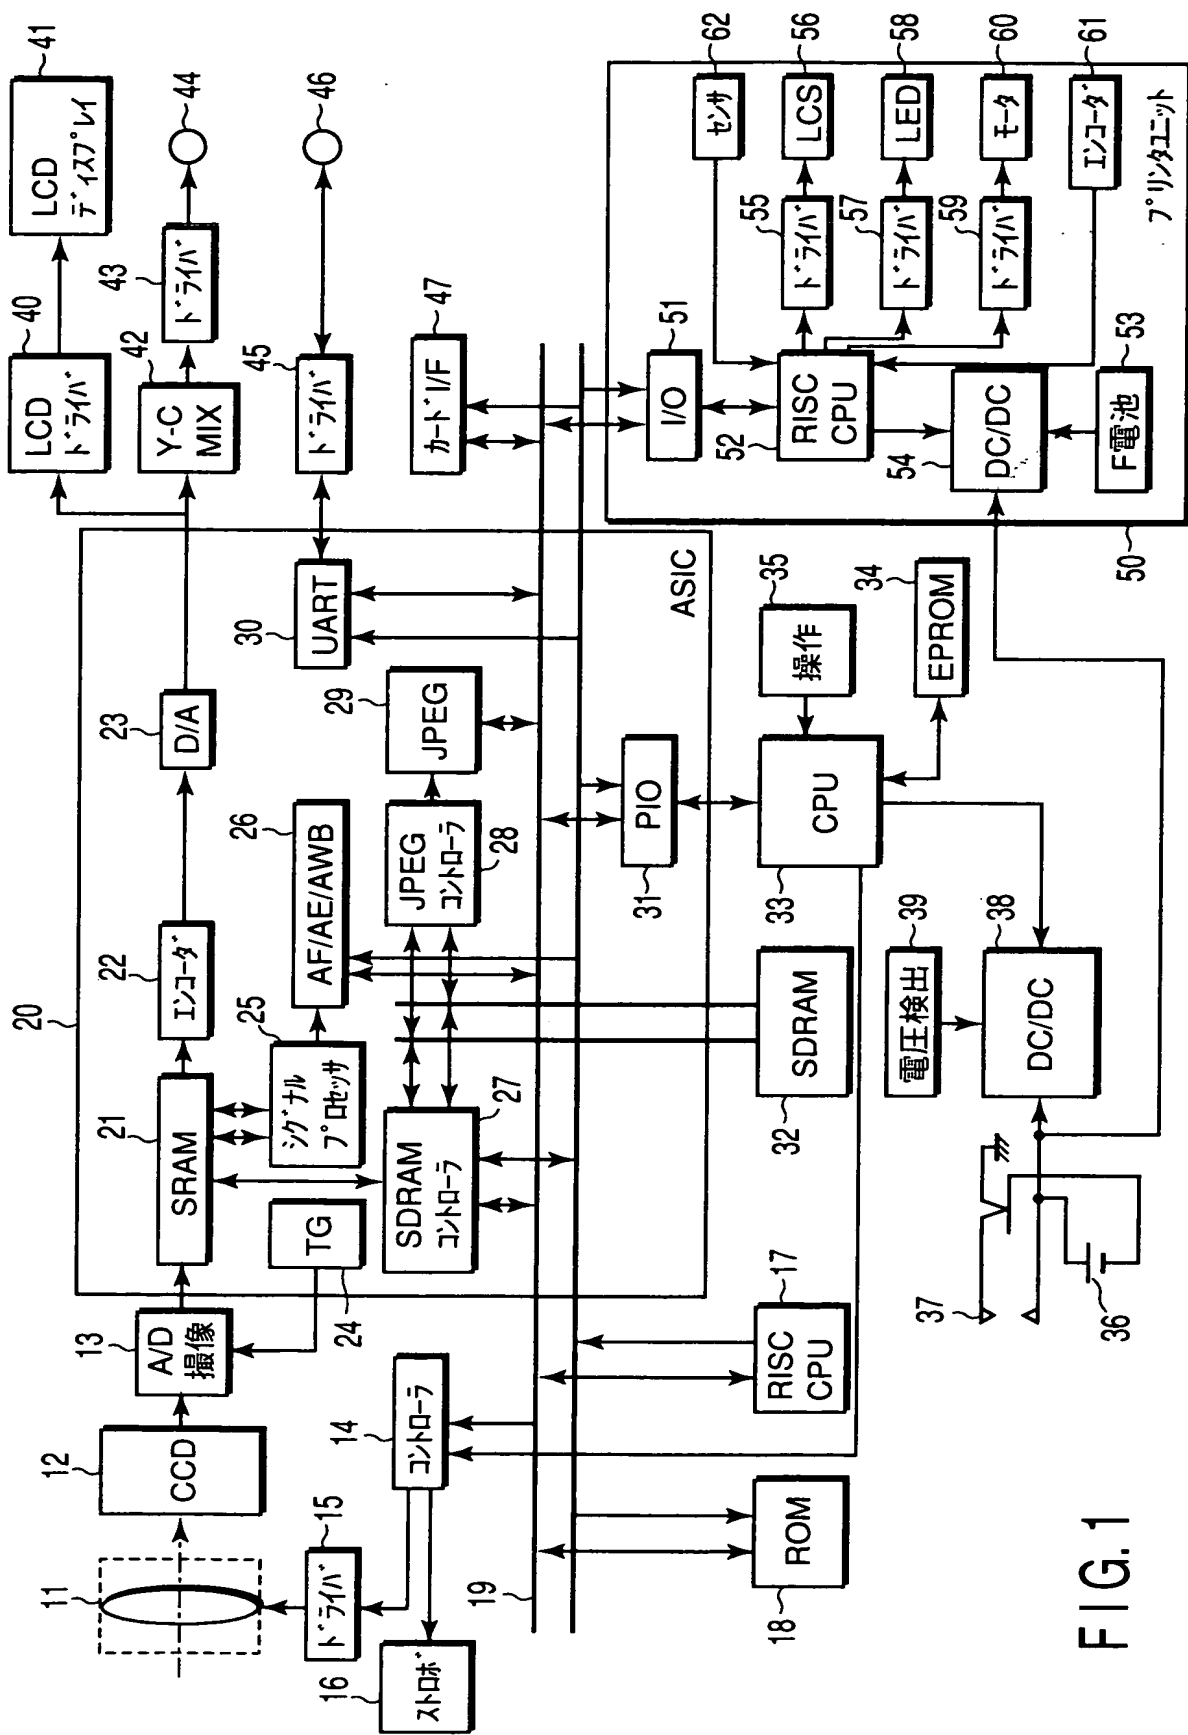 11
12
CCD
13
A/D
撮像
20
21
SRAM
22
エンコーダ
23
D/A
40
LCD
ドライバ
41
LCD
ディスプレイ
42
Y-C
MIX
43
ドライバ
44
15
ドライバ
16
ストロボ
14
コントローラ
24
TG
25
シグナル
プロセッサ
26
AF/AE/AWB
27
SDRAM
コントローラ
28
JPEG
コントローラ
29
JPEG
30
UART
45
ドライバ
46
47
カードI/F
ASIC
19
18
ROM
17
RISC
CPU
32
SDRAM
31
PIO
33
CPU
35
操作
34
EPROM
36
37
39
電圧検出
38
DC/DC
50
プリンタユニット
51
I/O
52
RISC
CPU
53
F電池
54
DC/DC
55
ドライバ
56
LCS
57
ドライバ
58
LED
59
ドライバ
60
モータ
61
エンコーダ
62
センサ
FIG.1